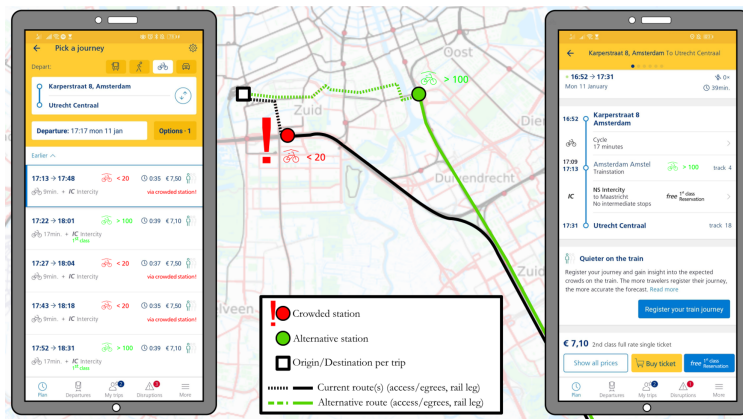 Pick a journey
Depart:
Karperstraat 8, Amsterdam
Utrecht Centraal
Departure: 17:17 mon 11 jan
Options · 1
Earlier
17:13 → 17:48 < 20 0:35 €7,50
9min. + IC Intercity via crowded station!
17:22 → 18:01 > 100 0:39 €7,10
17min. + IC Intercity
1st class
17:27 → 18:04 < 20 0:37 €7,50
9min. + IC Intercity via crowded station!
17:43 → 18:18 < 20 0:35 €7,50
9min. + IC Intercity via crowded station!
17:52 → 18:31 > 100 0:39 €7,10
17min. + IC Intercity
1st class
Plan
Departures
2
My trips
3
Disruptions
More
Oost
> 100
Zuid
Die
! < 20
Duivendrecht
Zuid
elveen
! Crowded station
Alternative station
Origin/Destination per trip
Current route(s) (access/egrees, rail leg)
Alternative route (access/egrees, rail leg)
Karperstraat 8, Amsterdam To Utrecht Centraal
16:52 → 17:31 0×
Mon 11 January 39min.
16:52 Karperstraat 8
Amsterdam
Cycle
17 minutes
17:09
17:13
Amsterdam Amstel
Trainstation
> 100
track 4
IC
NS Intercity
to Maastricht
No intermediate stops
free 1st class
Reservation
17:31 Utrecht Centraal track 18
Quieter on the train
Register your journey and gain insight into the expected
crowds on the train. The more travelers register their journey,
the more accurate the forecast. Read more
Register your train journey
€ 7,10 2nd class full rate single ticket
Show all prices
Buy ticket
free 1st class
Reservation
Plan
Departures
2
My trips
3
Disruptions
More